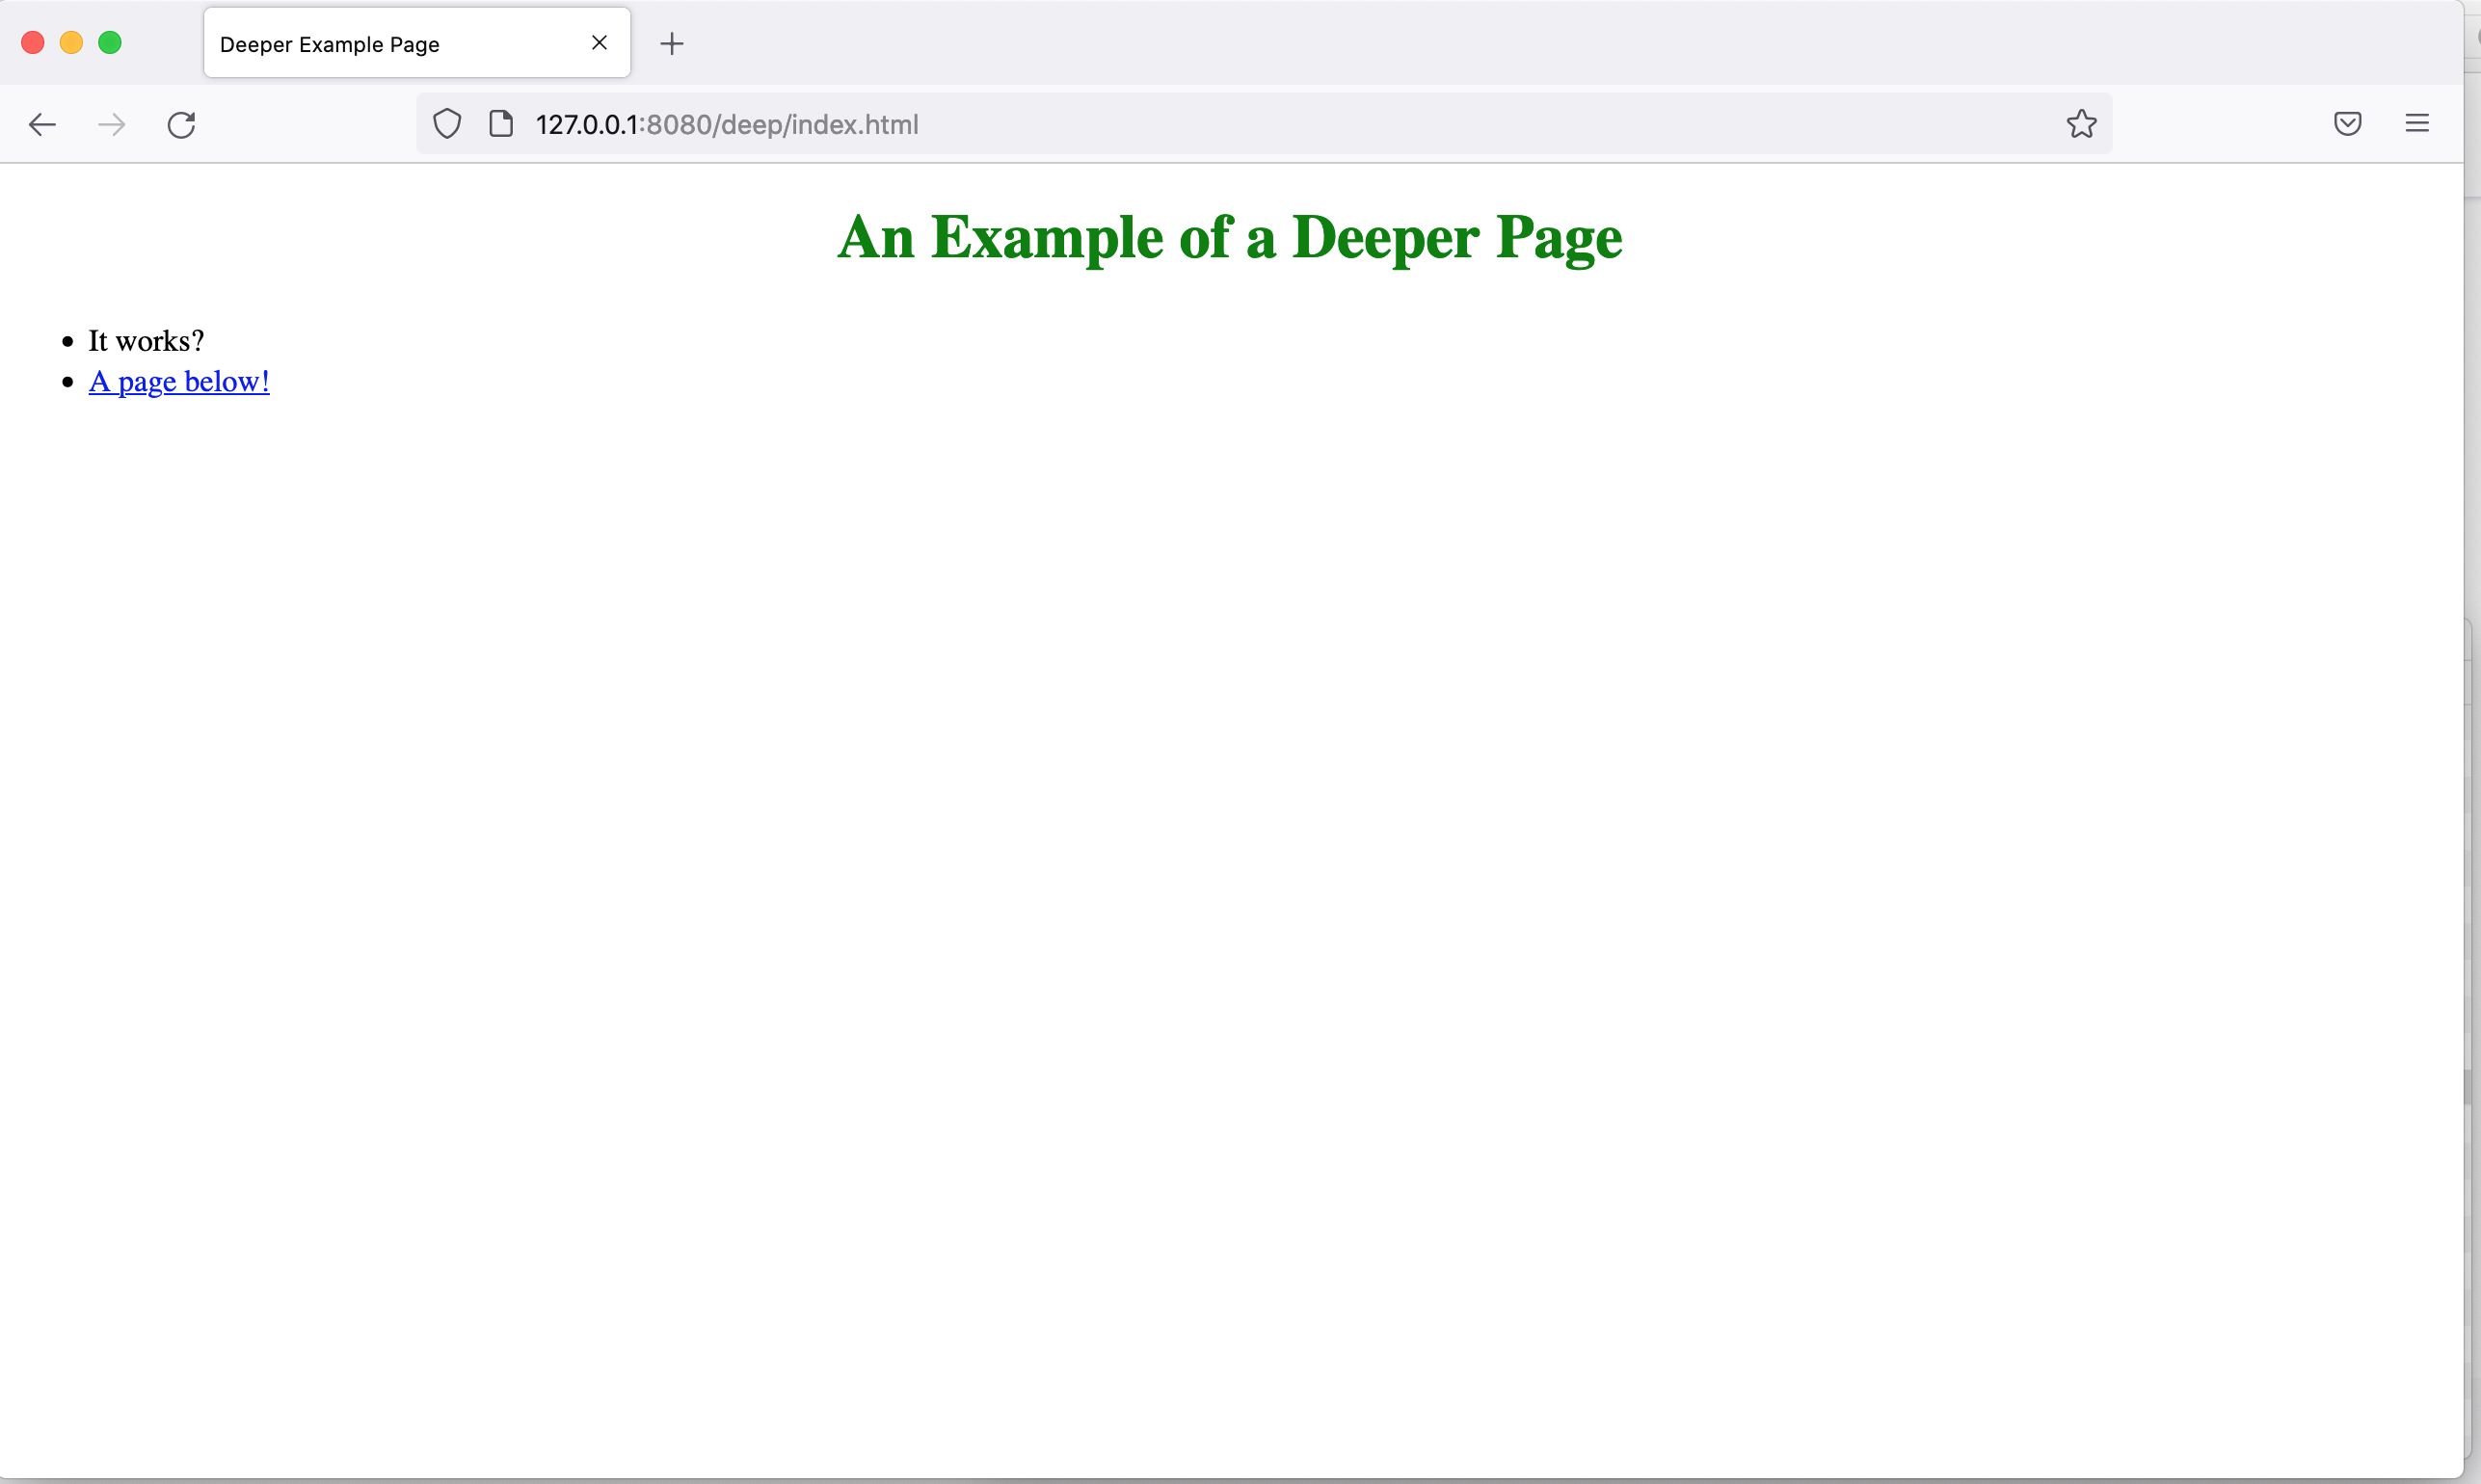 Deeper Example Page
127.0.0.1:8080/deep/index.html
An Example of a Deeper Page
It works?
A page below!